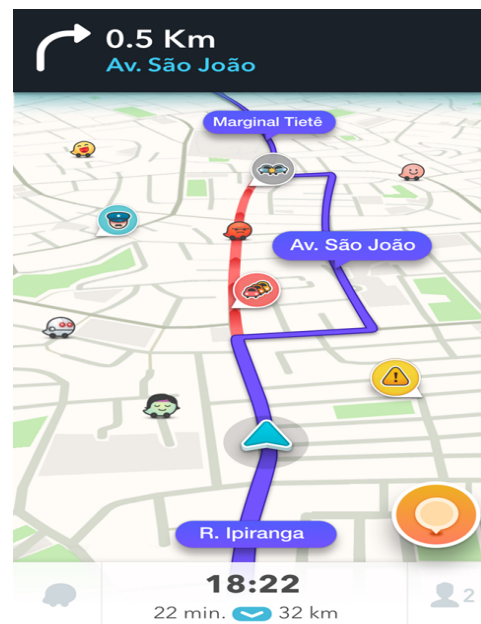 0.5 Km
Av. São João
Marginal Tietê
Av. São João
R. Ipiranga
18:22
22 min. 32 km
2